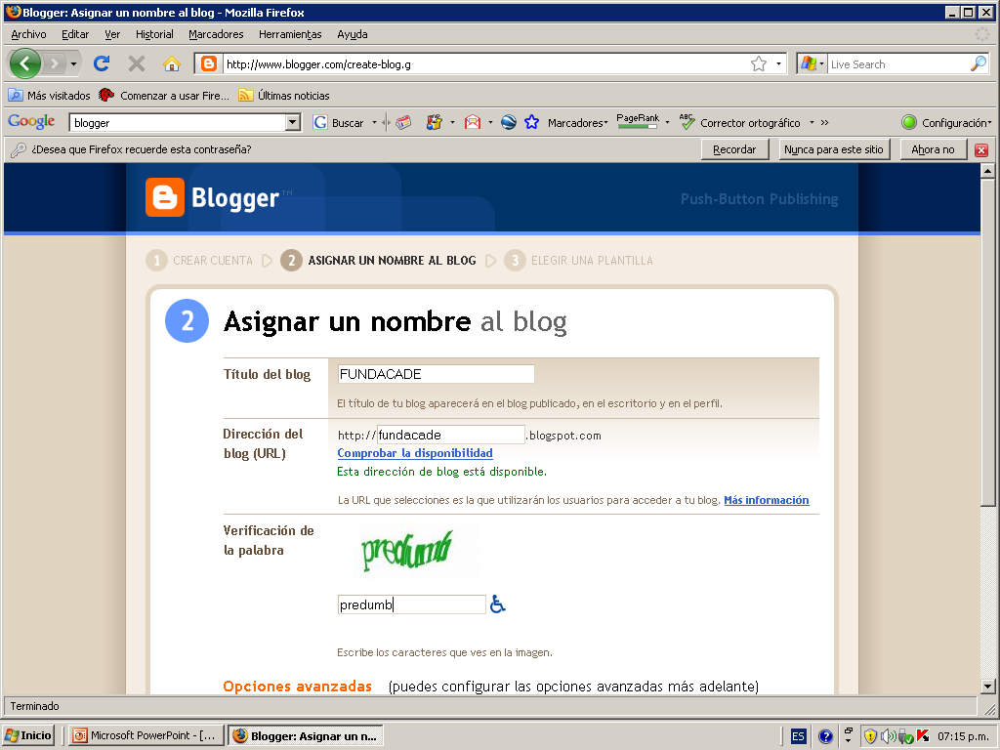 Blogger: Asignar un nombre al blog - Mozilla Firefox
Archivo Editar Ver Historial Marcadores Herramientas Ayuda
http://www.blogger.com/create-blog.g Live Search
Más visitados Comenzar a usar Fire... Últimas noticias
Google blogger G Buscar Marcadores PageRank ABC Corrector ortográfico » Configuración
¿Desea que Firefox recuerde esta contraseña? Recordar Nunca para este sitio Ahora no
Blogger™ Push-Button Publishing
1 CREAR CUENTA 2 ASIGNAR UN NOMBRE AL BLOG 3 ELEGIR UNA PLANTILLA
2 Asignar un nombre al blog
Título del blog FUNDACADE
El título de tu blog aparecerá en el blog publicado, en el escritorio y en el perfil.
Dirección del blog (URL) http://fundacade.blogspot.com
Comprobar la disponibilidad
Esta dirección de blog está disponible.
La URL que selecciones es la que utilizarán los usuarios para acceder a tu blog. Más información
Verificación de la palabra predumb
predumb
Escribe los caracteres que ves en la imagen.
Opciones avanzadas (puedes configurar las opciones avanzadas más adelante)
Terminado
Inicio Microsoft PowerPoint - [... Blogger: Asignar un n... ES 07:15 p.m.